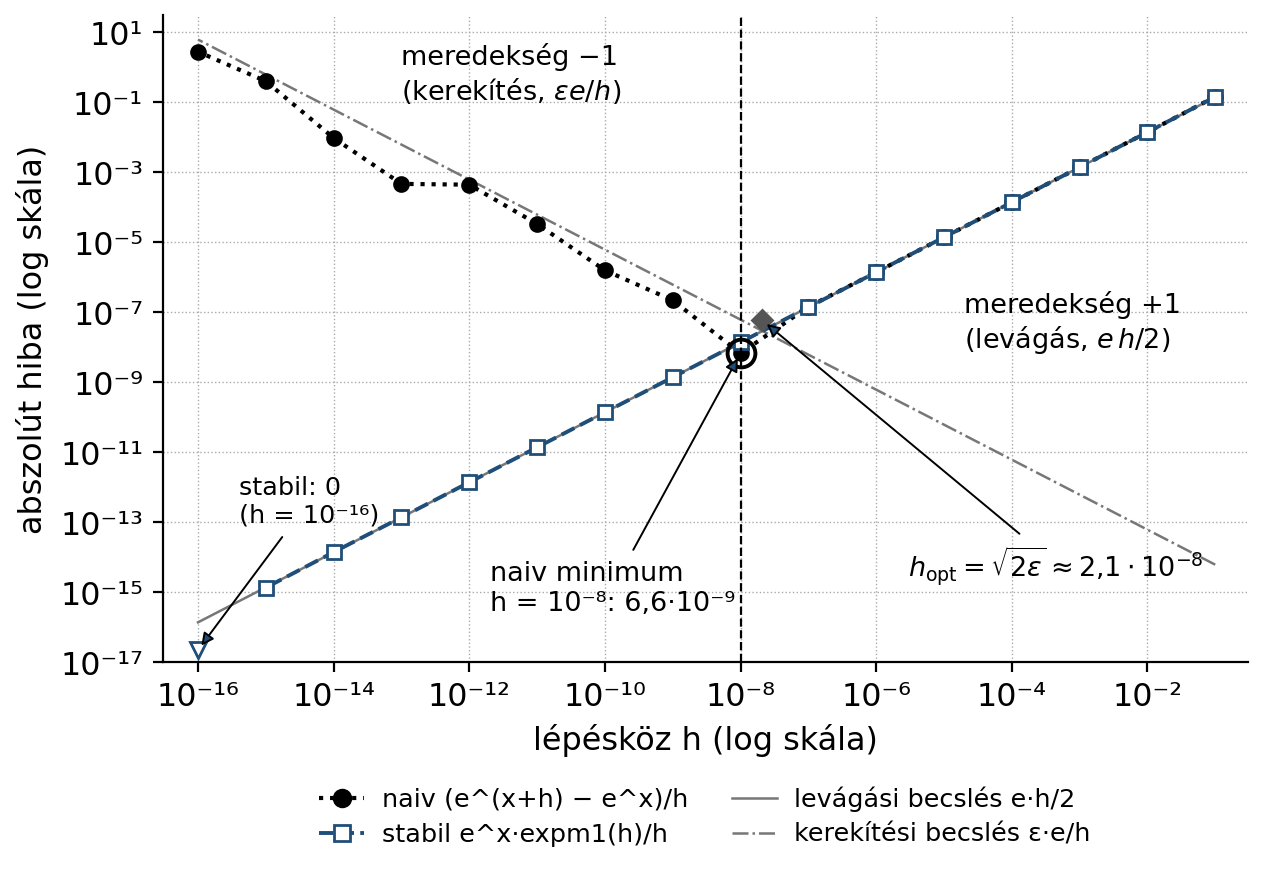 abszolút hiba (log skála)
10¹
10⁻¹
10⁻³
10⁻⁵
10⁻⁷
10⁻⁹
10⁻¹¹
10⁻¹³
10⁻¹⁵
10⁻¹⁷
meredekség −1
(kerekítés, εe/h)
meredekség +1
(levágás, e h/2)
stabil: 0
(h = 10⁻¹⁶)
naiv minimum
h = 10⁻⁸: 6,6·10⁻⁹
h_opt = √2ε ≈ 2,1 · 10⁻⁸
10⁻¹⁶ 10⁻¹⁴ 10⁻¹² 10⁻¹⁰ 10⁻⁸ 10⁻⁶ 10⁻⁴ 10⁻²
lépésköz h (log skála)
naiv (e^(x+h) − e^x)/h
stabil e^x·expm1(h)/h
levágási becslés e·h/2
kerekítési becslés ε·e/h